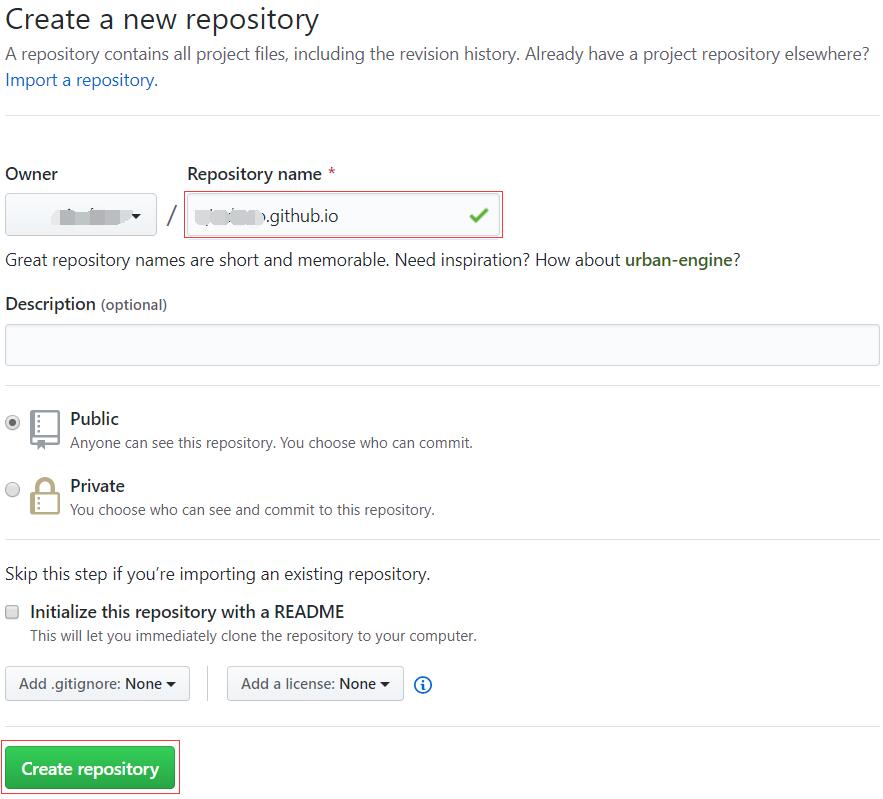 Create a new repository
A repository contains all project files, including the revision history. Already have a project repository elsewhere?
Import a repository.
Owner
Repository name *
/
.github.io
Great repository names are short and memorable. Need inspiration? How about urban-engine?
Description (optional)
Public
Anyone can see this repository. You choose who can commit.
Private
You choose who can see and commit to this repository.
Skip this step if you’re importing an existing repository.
Initialize this repository with a README
This will let you immediately clone the repository to your computer.
Add .gitignore: None
Add a license: None
Create repository